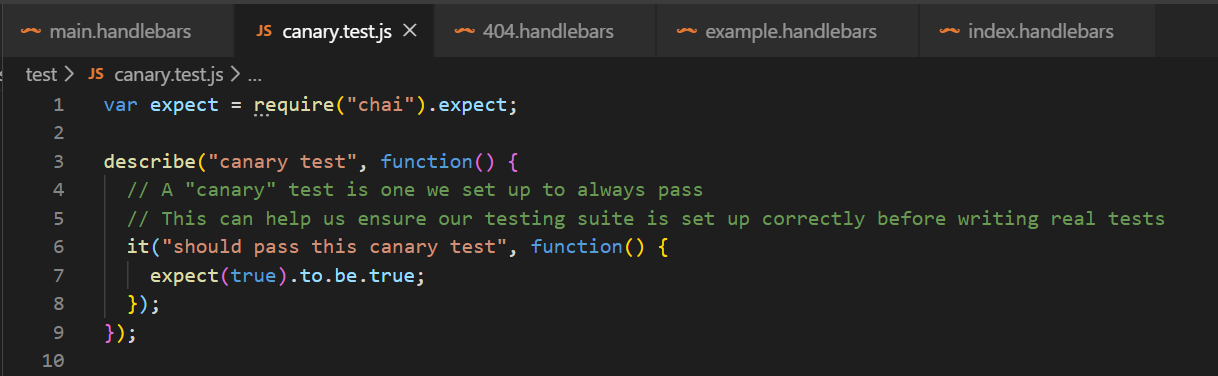 main.handlebars JS canary.test.js × 404.handlebars example.handlebars index.handlebars
test > JS canary.test.js > ...
1 var expect = require("chai").expect;
2
3 describe("canary test", function() {
4 // A "canary" test is one we set up to always pass
5 // This can help us ensure our testing suite is set up correctly before writing real tests
6 it("should pass this canary test", function() {
7 expect(true).to.be.true;
8 });
9 });
10